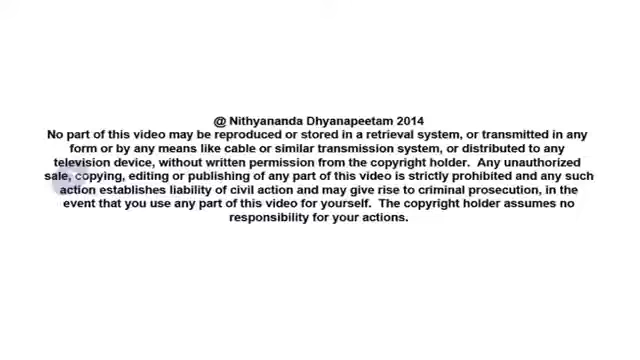 @ Nithyananda Dhyanapeetam 2014
No part of this video may be reproduced or stored in a retrieval system, or transmitted in any
form or by any means like cable or similar transmission system, or distributed to any
television device, without written permission from the copyright holder.  Any unauthorized
sale, copying, editing or publishing of any part of this video is strictly prohibited and any such
action establishes liability of civil action and may give rise to criminal prosecution, in the
event that you use any part of this video for yourself.  The copyright holder assumes no
responsibility for your actions.